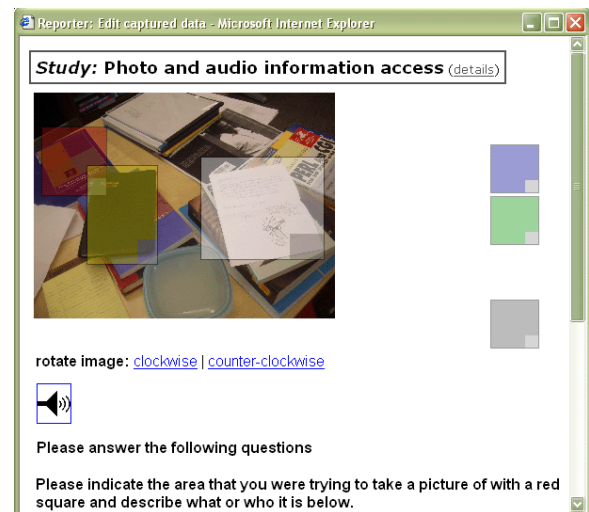 Reporter: Edit captured data - Microsoft Internet Explorer
Study: Photo and audio information access (details)
PERL
rotate image: clockwise | counter-clockwise
Please answer the following questions
Please indicate the area that you were trying to take a picture of with a red
square and describe what or who it is below.